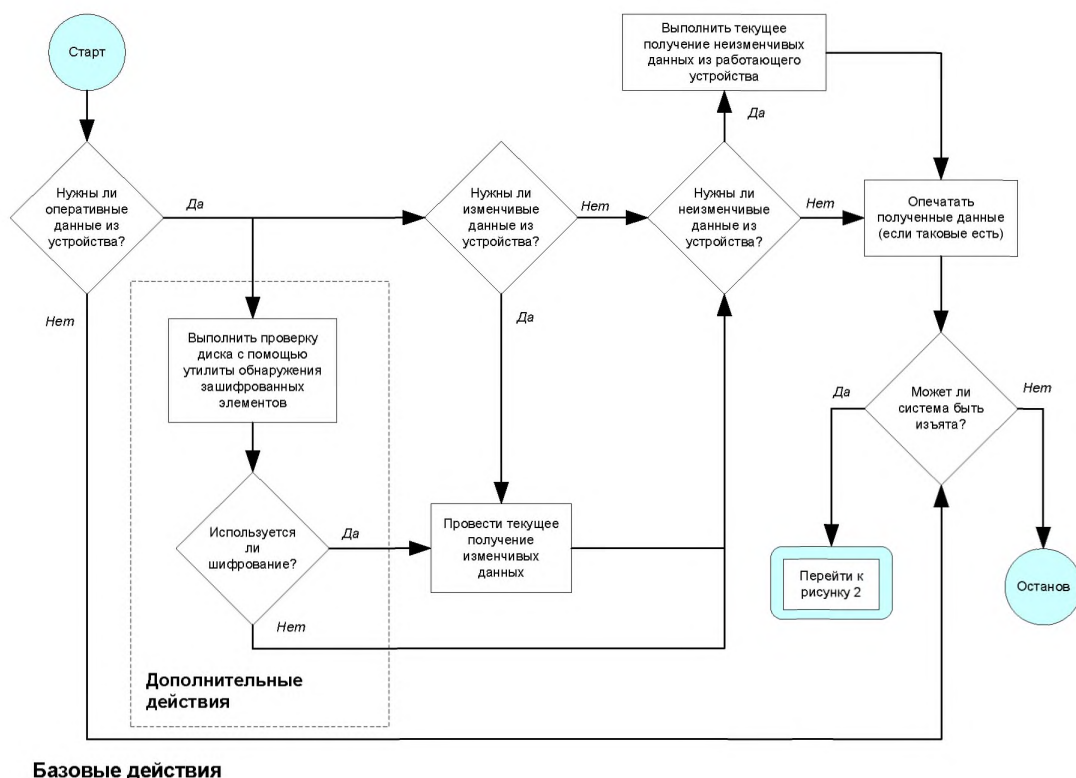 Старт
Выполнить текущее
получение неизменчивых
данных из работающего
устройства
Да
Нужны ли
оперативные
данные из
устройства?
Да
Нужны ли
изменчивые
данные из
устройства?
Нет
Нужны ли
неизменчивые
данные из
устройства?
Нет
Опечатать
полученные данные
(если таковые есть)
Нет
Выполнить проверку
диска с помощью
утилиты обнаружения
зашифрованных
элементов
Да
Да
Может ли
система быть
изъята?
Нет
Используется
ли
шифрование?
Да
Провести текущее
получение
изменчивых
данных
Перейти к
рисунку 2
Останов
Нет
Дополнительные
действия
Базовые действия